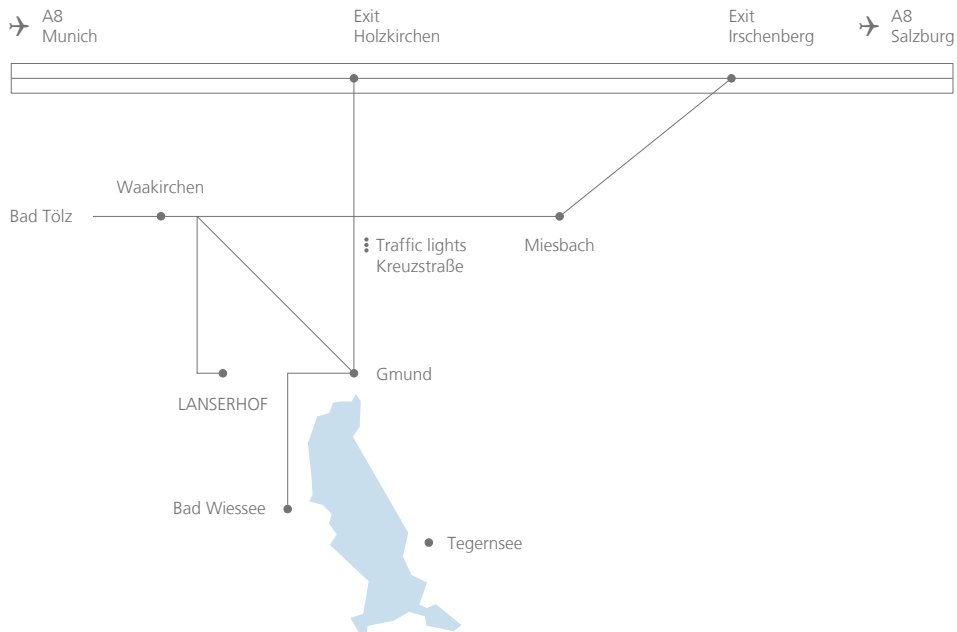 A8
Munich
Exit
Holzkirchen
Exit
Irschenberg
A8
Salzburg
Waakirchen
Bad Tölz
Traffic lights
Kreuzstraße
Miesbach
Gmund
LANSERHOF
Bad Wiessee
Tegernsee